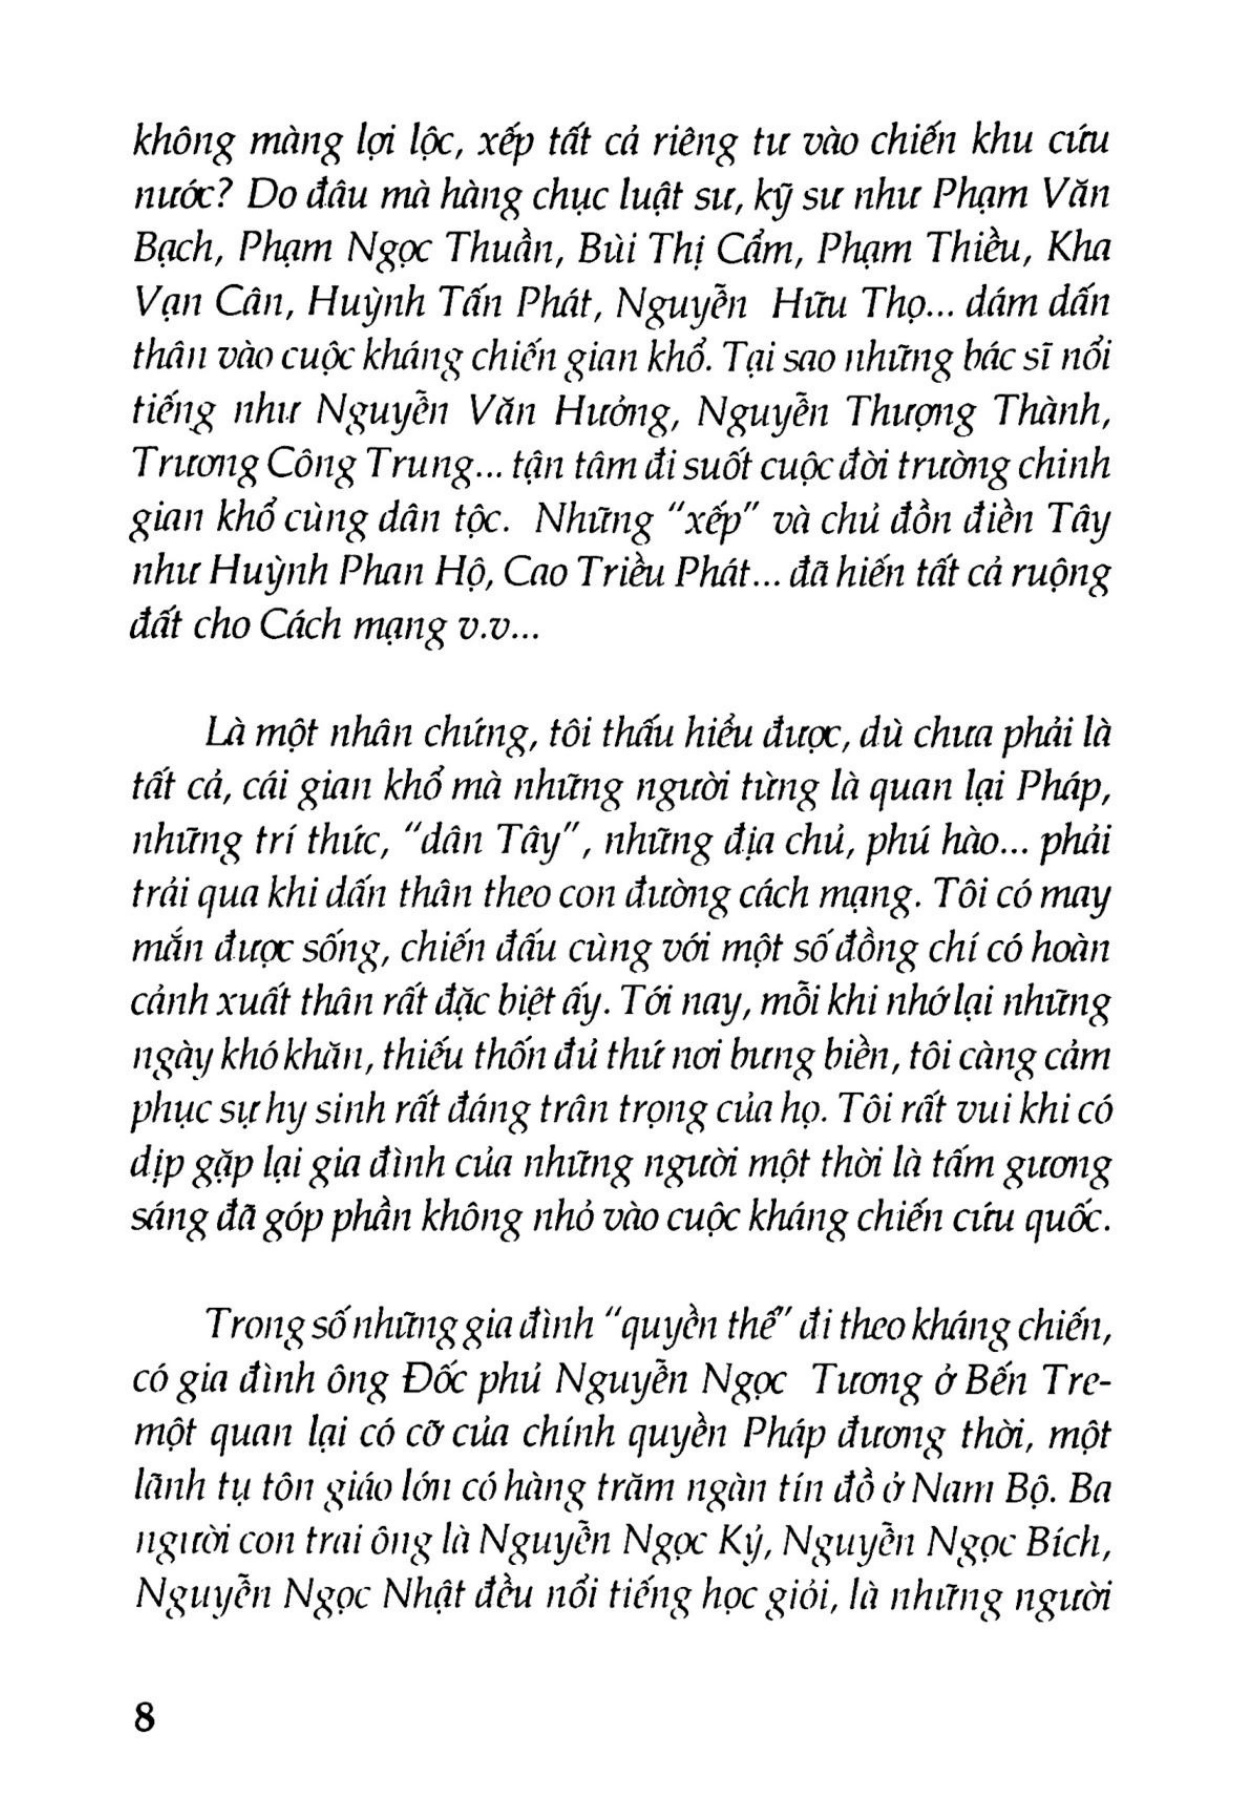 không màng lợi lộc, xếp tất cả riêng tư vào chiến khu cứu
nước? Do đâu mà hàng chục luật sư, kỹ sư như Phạm Văn
Bạch, Phạm Ngọc Thuần, Bùi Thị Cẩm, Phạm Thiều, Kha
Vạn Cân, Huỳnh Tấn Phát, Nguyễn Hữu Thọ... dám dấn
thân vào cuộc kháng chiến gian khổ. Tại sao những bác sĩ nổi
tiếng như Nguyễn Văn Hưởng, Nguyễn Thượng Thành,
Trương Công Trung... tận tâm đi suốt cuộc đời trường chinh
gian khổ cùng dân tộc. Những "xếp" và chủ đồn điền Tây
như Huỳnh Phan Hộ, Cao Triều Phát... đã hiến tất cả ruộng
đất cho Cách mạng v.v...
Là một nhân chứng, tôi thấu hiểu được, dù chưa phải là
tất cả, cái gian khổ mà những người từng là quan lại Pháp,
những trí thức, "dân Tây", những địa chủ, phú hào... phải
trải qua khi dấn thân theo con đường cách mạng. Tôi có may
mắn được sống, chiến đấu cùng với một số đồng chí có hoàn
cảnh xuất thân rất đặc biệt ấy. Tới nay, mỗi khi nhớ lại những
ngày khó khăn, thiếu thốn đủ thứ nơi bưng biền, tôi càng cảm
phục sự hy sinh rất đáng trân trọng của họ. Tôi rất vui khi có
dịp gặp lại gia đình của những người một thời là tấm gương
sáng đã góp phần không nhỏ vào cuộc kháng chiến cứu quốc.
Trong số những gia đình "quyền thế" đi theo kháng chiến,
có gia đình ông Đốc phủ Nguyễn Ngọc Tương ở Bến Tre-
một quan lại có cỡ của chính quyền Pháp đương thời, một
lãnh tụ tôn giáo lớn có hàng trăm ngàn tín đồ ở Nam Bộ. Ba
người con trai ông là Nguyễn Ngọc Kỷ, Nguyễn Ngọc Bích,
Nguyễn Ngọc Nhật đều nổi tiếng học giỏi, là những người
8